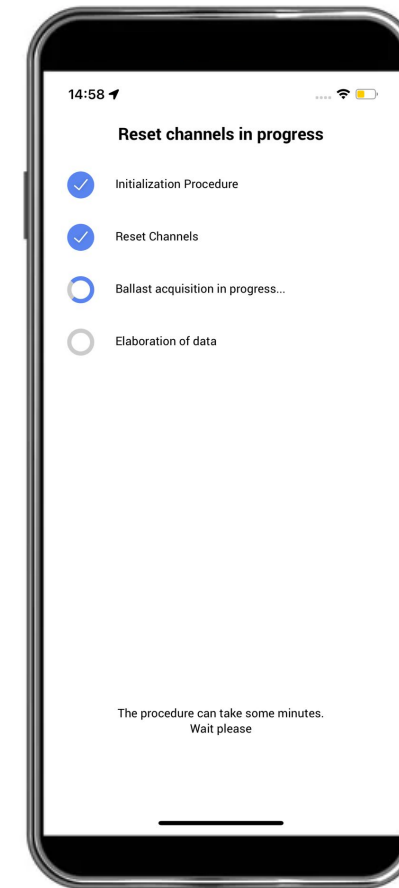 14:58
Reset channels in progress
Initialization Procedure
Reset Channels
Ballast acquisition in progress...
Elaboration of data
The procedure can take some minutes.
Wait please